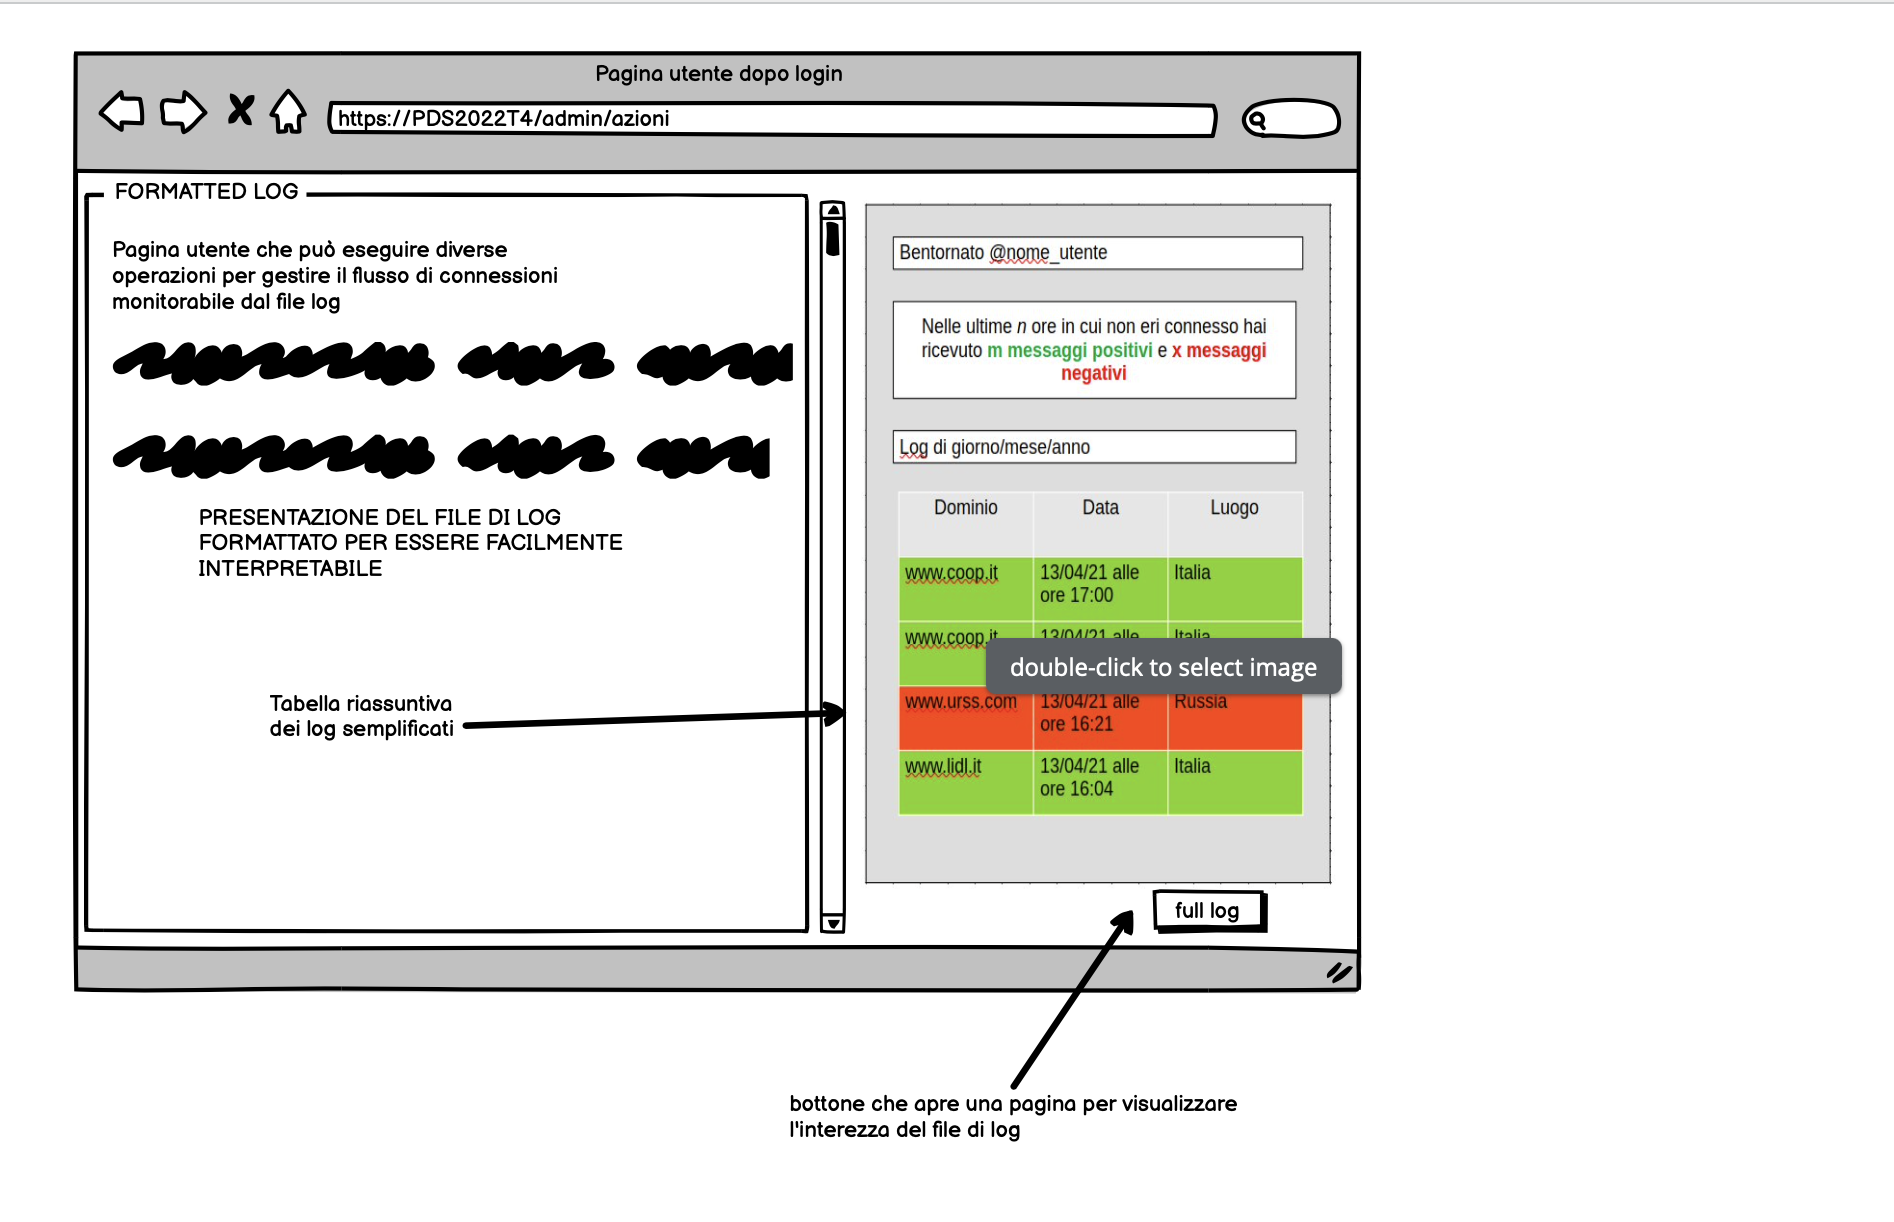 Pagina utente dopo login
https://PDS2022T4/admin/azioni
FORMATTED LOG
Pagina utente che può eseguire diverse
operazioni per gestire il flusso di connessioni
monitorabile dal file log
PRESENTAZIONE DEL FILE DI LOG
FORMATTATO PER ESSERE FACILMENTE
INTERPRETABILE
Tabella riassuntiva
dei log semplificati
Bentornato @nome_utente
Nelle ultime n ore in cui non eri connesso hai
ricevuto m messaggi positivi e x messaggi
negativi
Log di giorno/mese/anno
Dominio Data Luogo
www.coop.it 13/04/21 alle Italia
ore 17:00
www.coop.it 13/04/21 alle Italia
double-click to select image
www.urss.com 13/04/21 alle Russia
ore 16:21
www.lidl.it 13/04/21 alle Italia
ore 16:04
full log
bottone che apre una pagina per visualizzare
l'interezza del file di log